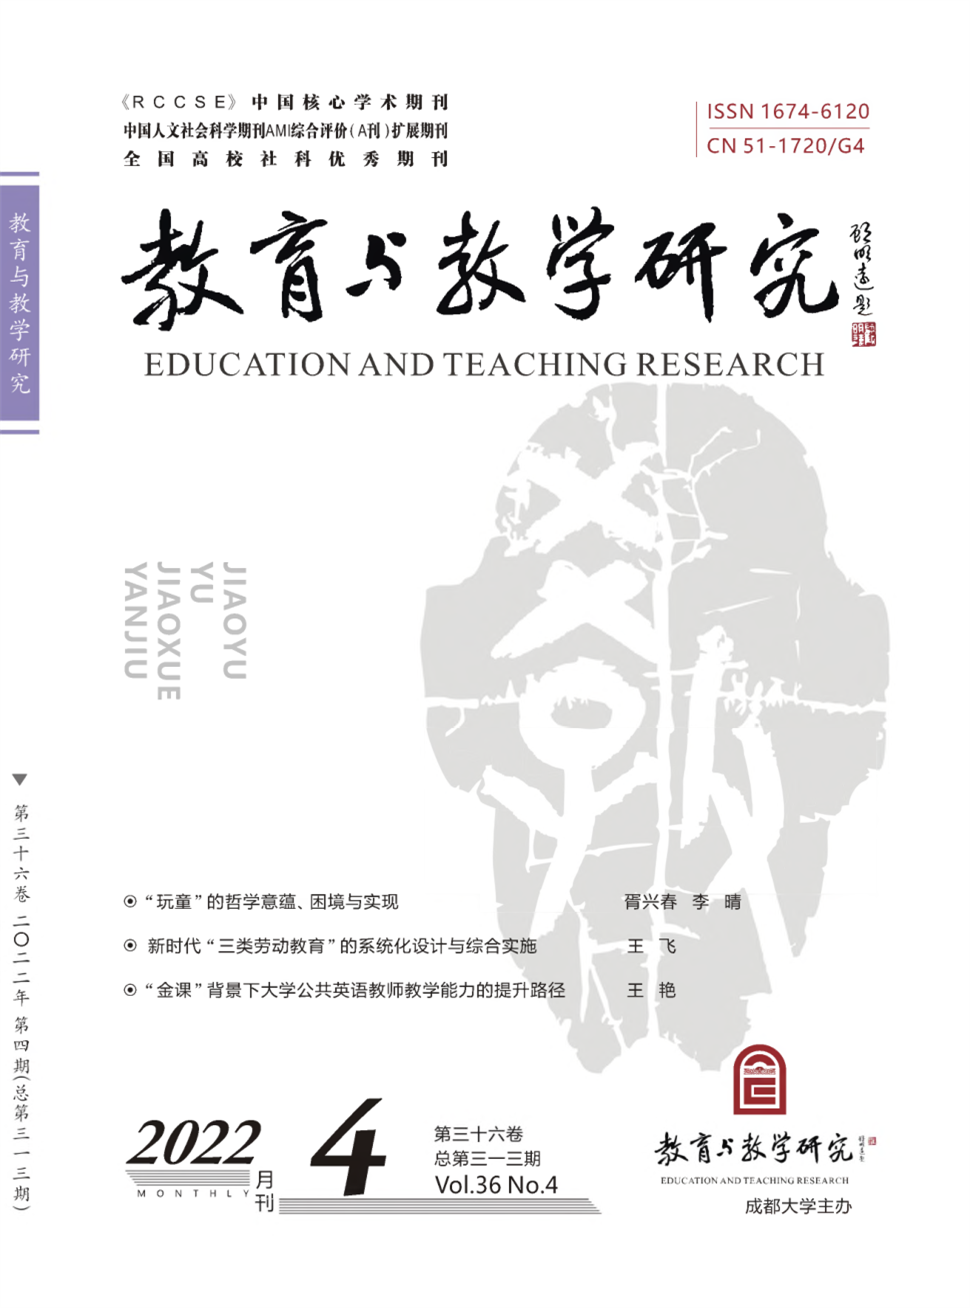 《RCCSE》中国核心学术期刊
中国人文社会科学期刊AMI综合评价(A刊)扩展期刊
全国高校社科优秀期刊
ISSN 1674-6120
CN 51-1720/G4
教育与教学研究
顾明远题
EDUCATION AND TEACHING RESEARCH
教育与教学研究
JIAOYU
YU
JIAOXUE
YANJIU
▼ 第三十六卷 二〇二二年 第四期(总第三一三期)
“玩童”的哲学意蕴、困境与实现 胥兴春 李 晴
新时代“三类劳动教育”的系统化设计与综合实施 王 飞
“金课”背景下大学公共英语教师教学能力的提升路径 王 艳
2022
MONTHLY
月刊
4
第三十六卷
总第三一三期
Vol.36 No.4
教育与教学研究
EDUCATION AND TEACHING RESEARCH
成都大学主办